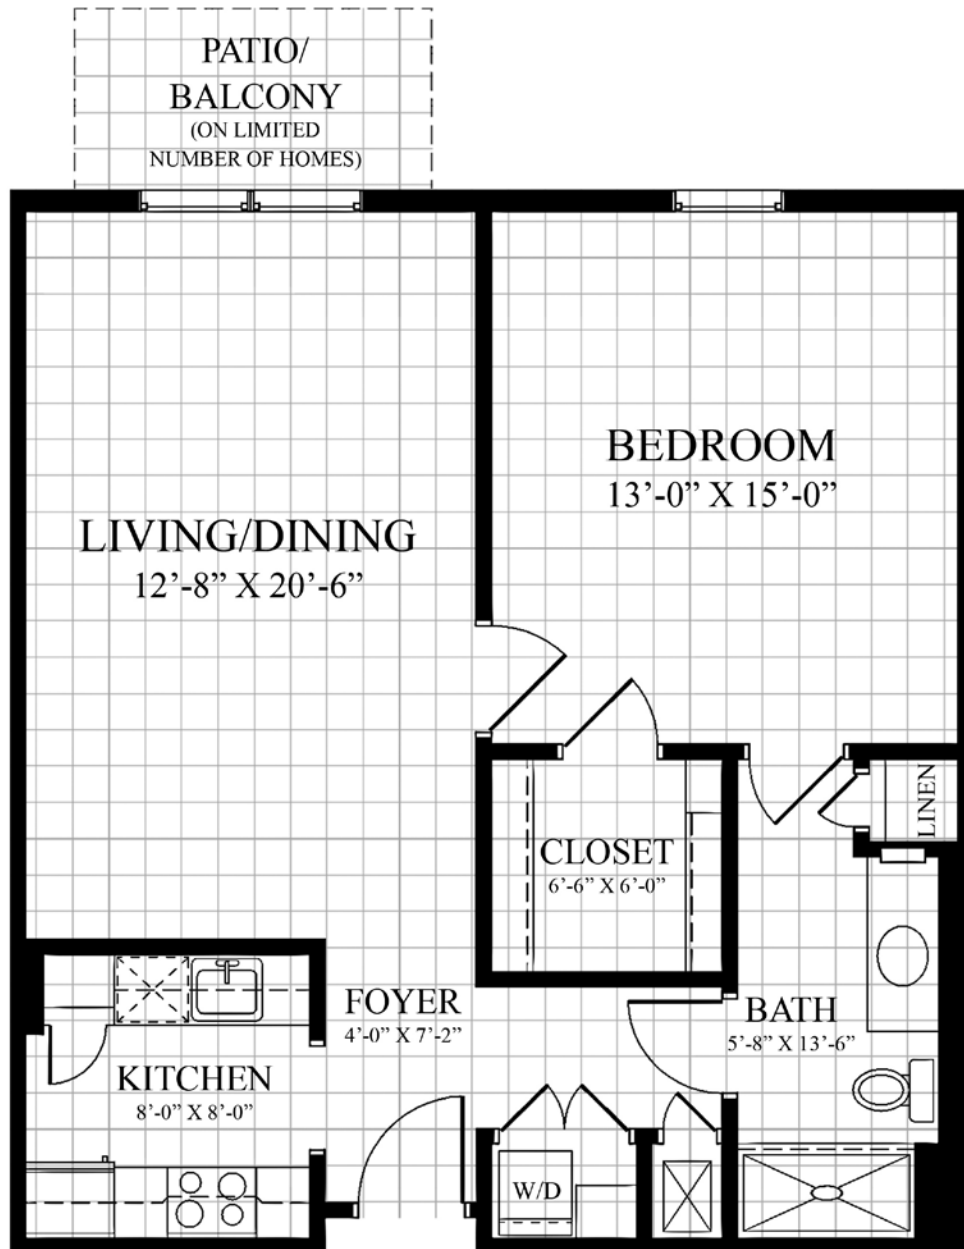 PATIO/
BALCONY
(ON LIMITED
NUMBER OF HOMES)
BEDROOM
13’-0” X 15’-0”
LIVING/DINING
12’-8” X 20’-6”
LINEN
CLOSET
6’-6” X 6’-0”
FOYER
4’-0” X 7’-2”
BATH
5’-8” X 13’-6”
KITCHEN
8’-0” X 8’-0”
W/D